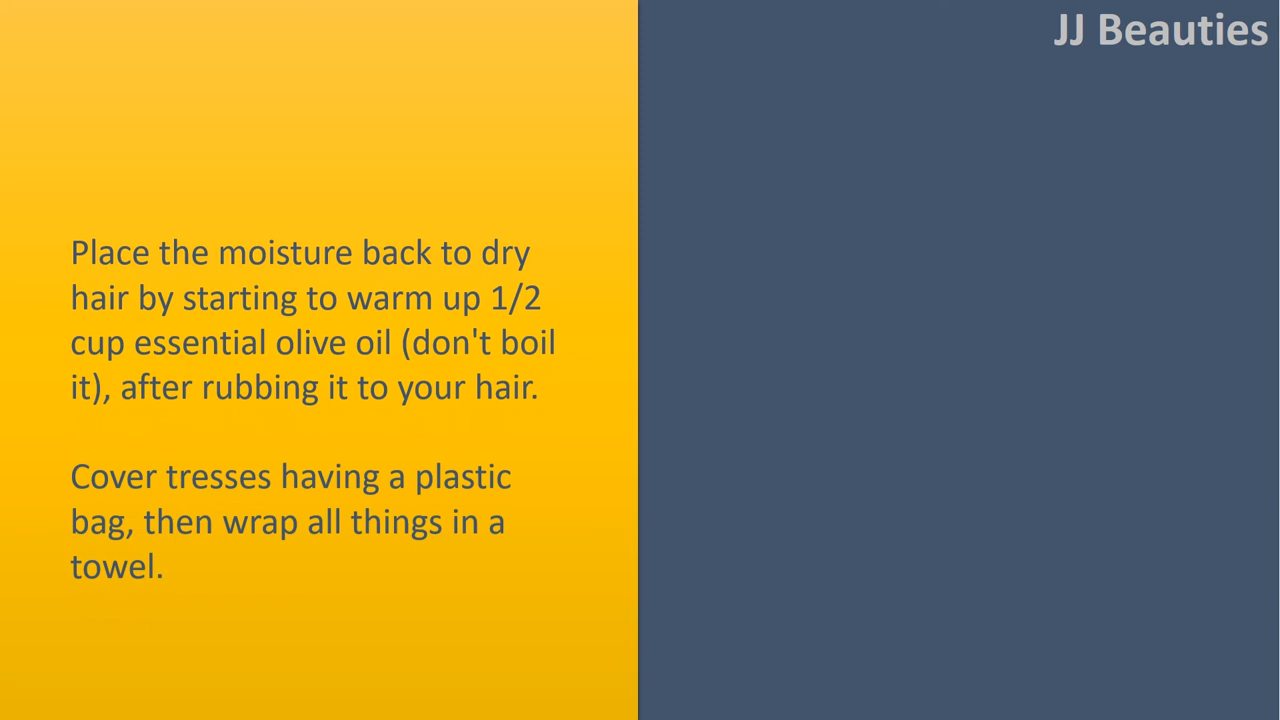 JJ Beauties
Place the moisture back to dry
hair by starting to warm up 1/2
cup essential olive oil (don't boil
it), after rubbing it to your hair.
Cover tresses having a plastic
bag, then wrap all things in a
towel.